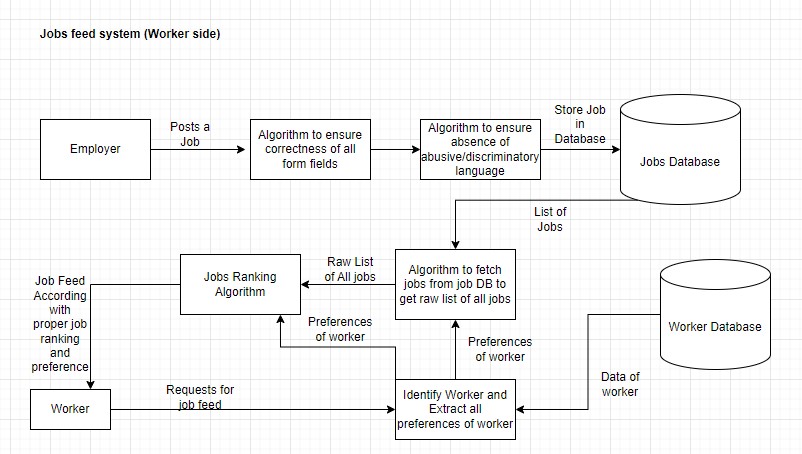 Jobs feed system (Worker side)
Employer
Posts a
Job
Algorithm to ensure
correctness of all
form fields
Algorithm to ensure
absence of
abusive/discriminatory
language
Store Job
in
Database
Jobs Database
List of
Jobs
Algorithm to fetch
jobs from job DB to
get raw list of all jobs
Raw List
of All jobs
Jobs Ranking
Algorithm
Job Feed
According
with
proper job
ranking
and
preference
Preferences
of worker
Preferences
of worker
Worker Database
Data of
worker
Worker
Requests for
job feed
Identify Worker and
Extract all
preferences of worker